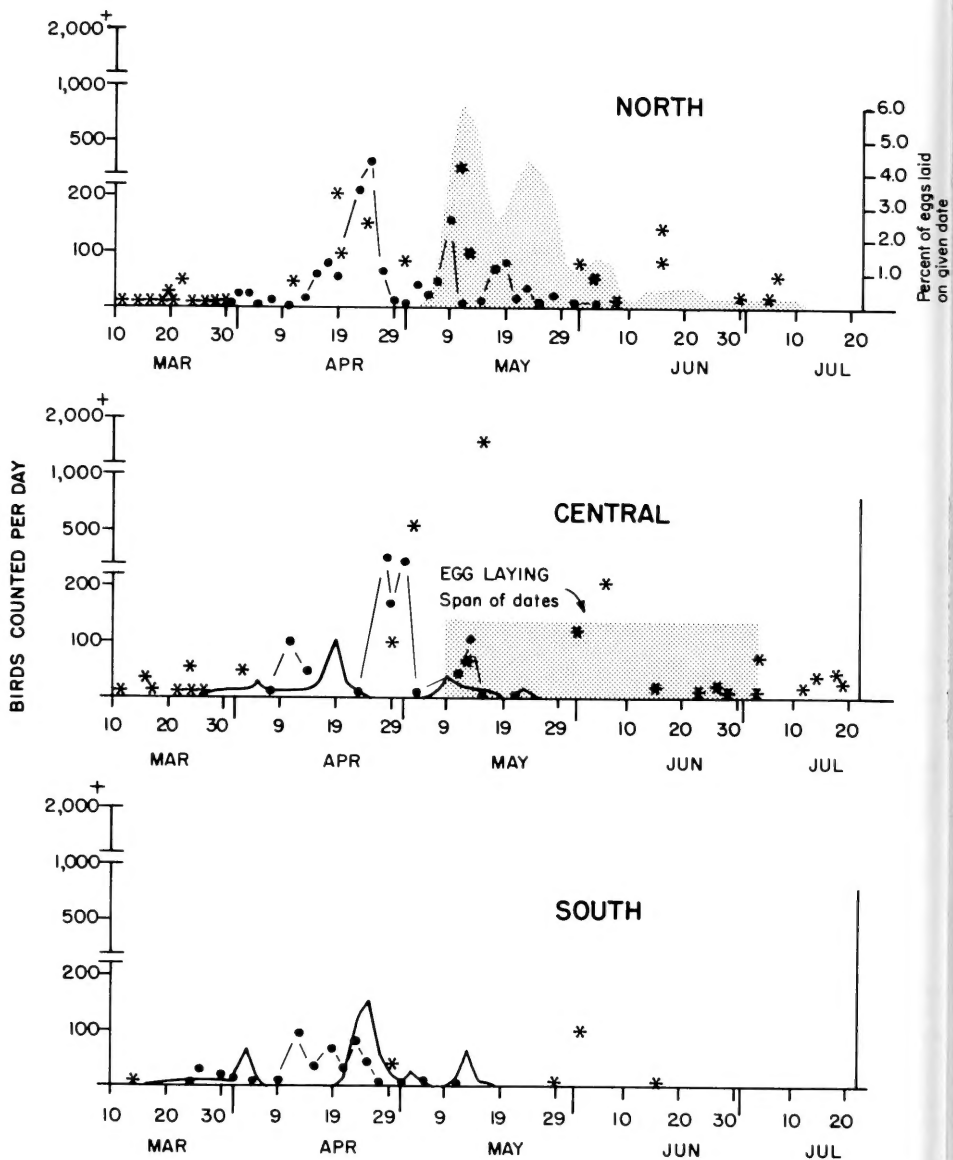 +
2,000
1,000
500
200
100
NORTH
6.0
5.0
4.0
3.0
2.0
1.0
Percent of eggs laid
on given date
10 20 30 9 19 29 9 19 29 10 20 30 10 20
MAR APR MAY JUN JUL
BIRDS COUNTED PER DAY
+
2,000
1,000
500
200
100
CENTRAL
EGG LAYING
Span of dates
10 20 30 9 19 29 9 19 29 10 20 30 10 20
MAR APR MAY JUN JUL
+
2,000
1,000
500
200
100
SOUTH
10 20 30 9 19 29 9 19 29 10 20 30 10 20
MAR APR MAY JUN JUL